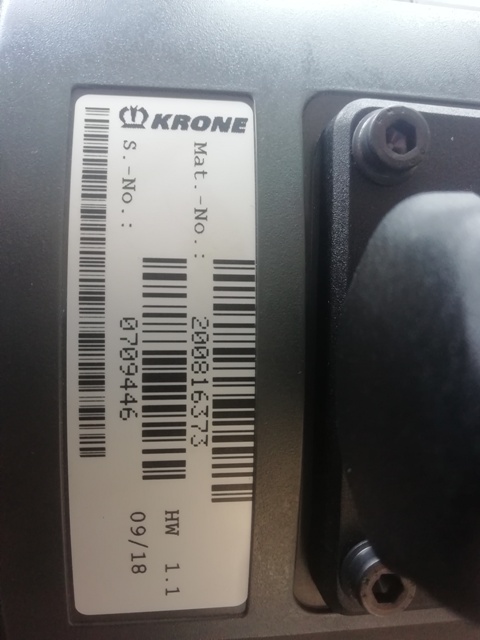 KRONE
Mat.-No.: 200816373
S.-No.: 0709446
HW 1.1
09/18